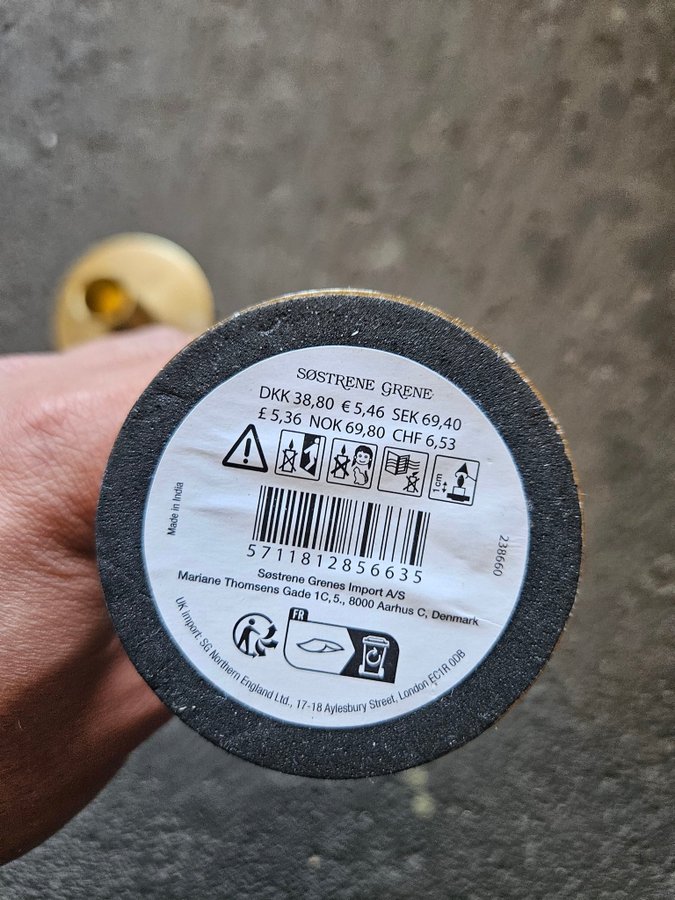 SØSTRENE GRENE
DKK 38,80 € 5,46 SEK 69,40
£ 5,36 NOK 69,80 CHF 6,53
1 cm
Made in India
5711812856635
238660
Søstrene Grenes Import A/S
Mariane Thomsens Gade 1C, 5., 8000 Aarhus C, Denmark
FR
UK import: SG Northern England Ltd., 17-18 Aylesbury Street, London EC1R 0DB